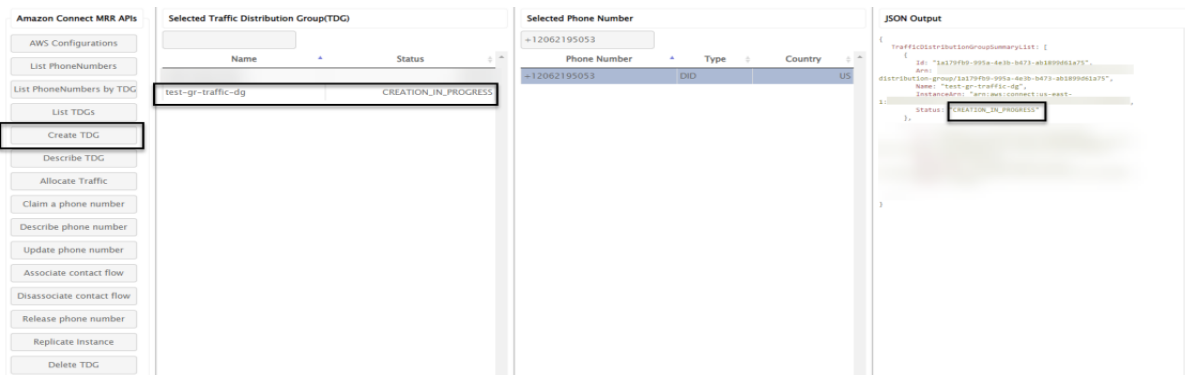 Amazon Connect MRR APIs
AWS Configurations
List PhoneNumbers
List PhoneNumbers by TDG
List TDGs
Create TDG
Describe TDG
Allocate Traffic
Claim a phone number
Describe phone number
Update phone number
Associate contact flow
Disassociate contact flow
Release phone number
Replicate Instance
Delete TDG
Selected Traffic Distribution Group(TDG)
Name Status
test-gr-traffic-dg CREATION_IN_PROGRESS
Selected Phone Number
+12062195053
Phone Number Type Country
+12062195053 DID US
JSON Output
{
TrafficDistributionGroupSummaryList: [
{
Id: "1a179fb9-995a-4e3b-b473-ab1899d61a75",
Arn:
distribution-group/1a179fb9-995a-4e3b-b473-ab1899d61a75",
Name: "test-gr-traffic-dg",
InstanceArn: "arn:aws:connect:us-east-
1:
Status: "CREATION_IN_PROGRESS"
},
}